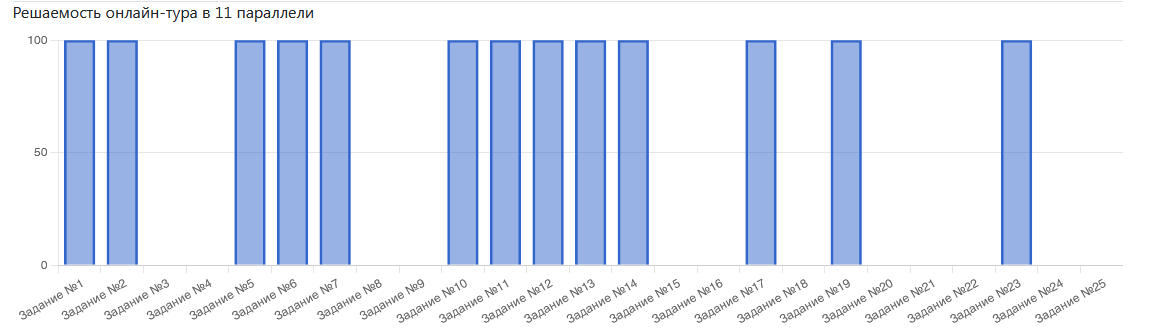 Решаемость онлайн-тура в 11 параллели
100
50
0
Задание №1
Задание №2
Задание №3
Задание №4
Задание №5
Задание №6
Задание №7
Задание №8
Задание №9
Задание №10
Задание №11
Задание №12
Задание №13
Задание №14
Задание №15
Задание №16
Задание №17
Задание №18
Задание №19
Задание №20
Задание №21
Задание №22
Задание №23
Задание №24
Задание №25